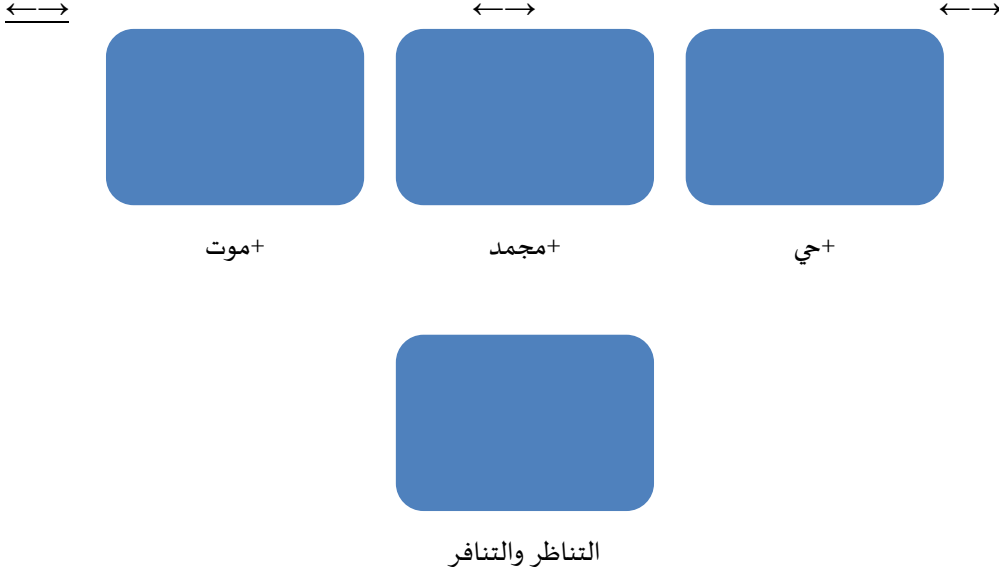 ←→ ←→ ←→
+حي +مجمد +موت
التناظر والتنافر